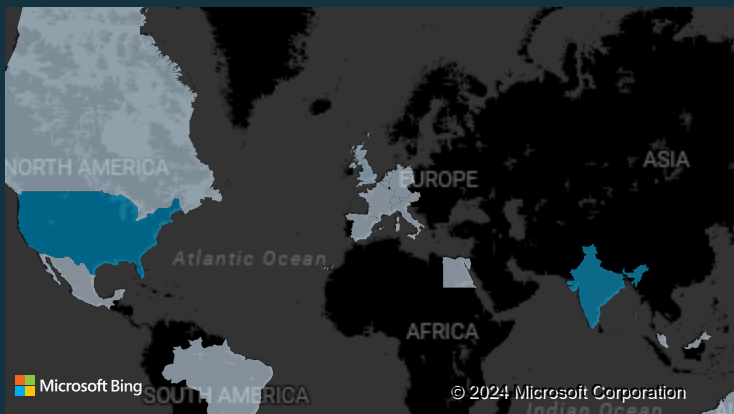 NORTH AMERICA
EUROPE
ASIA
Atlantic Ocean
AFRICA
Microsoft Bing
SOUTH AMERICA
© 2024 Microsoft Corporation
Indian Ocean